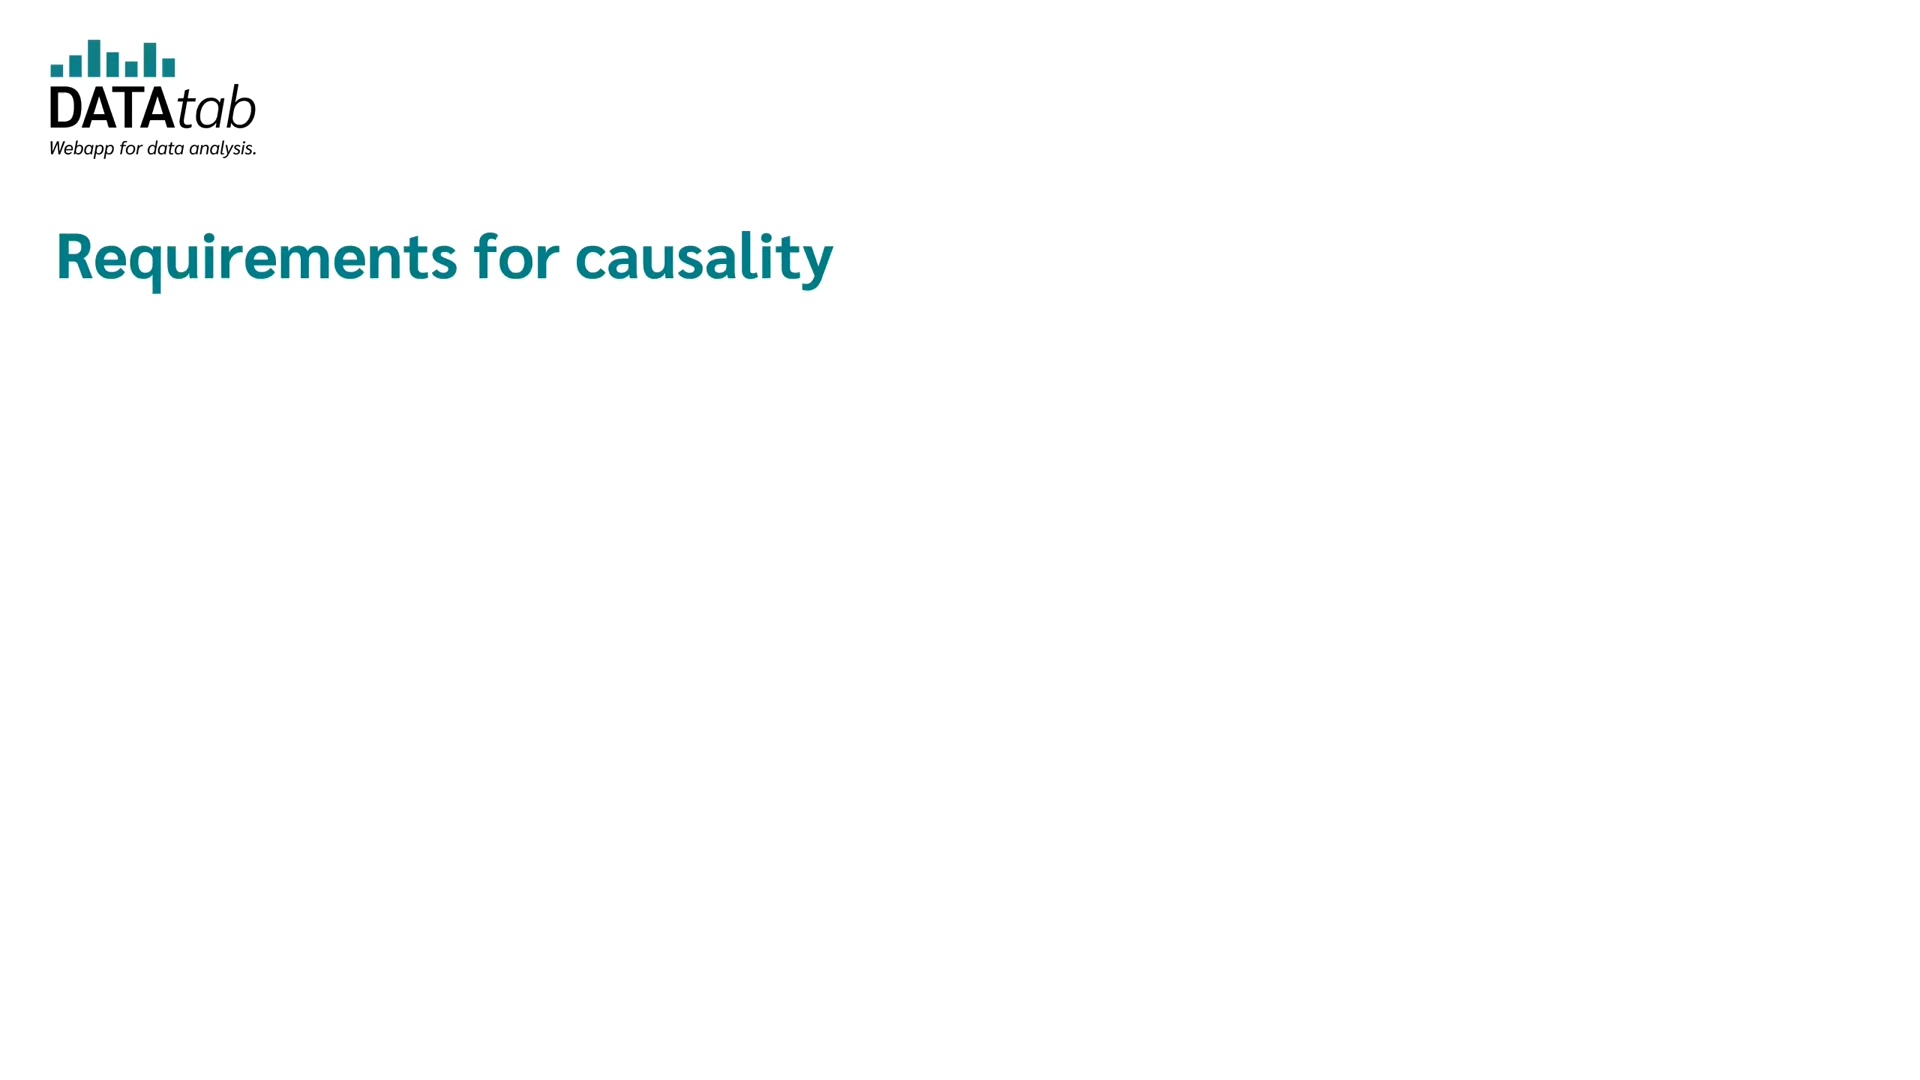 DATAtab
Webapp for data analysis.
Requirements for causality